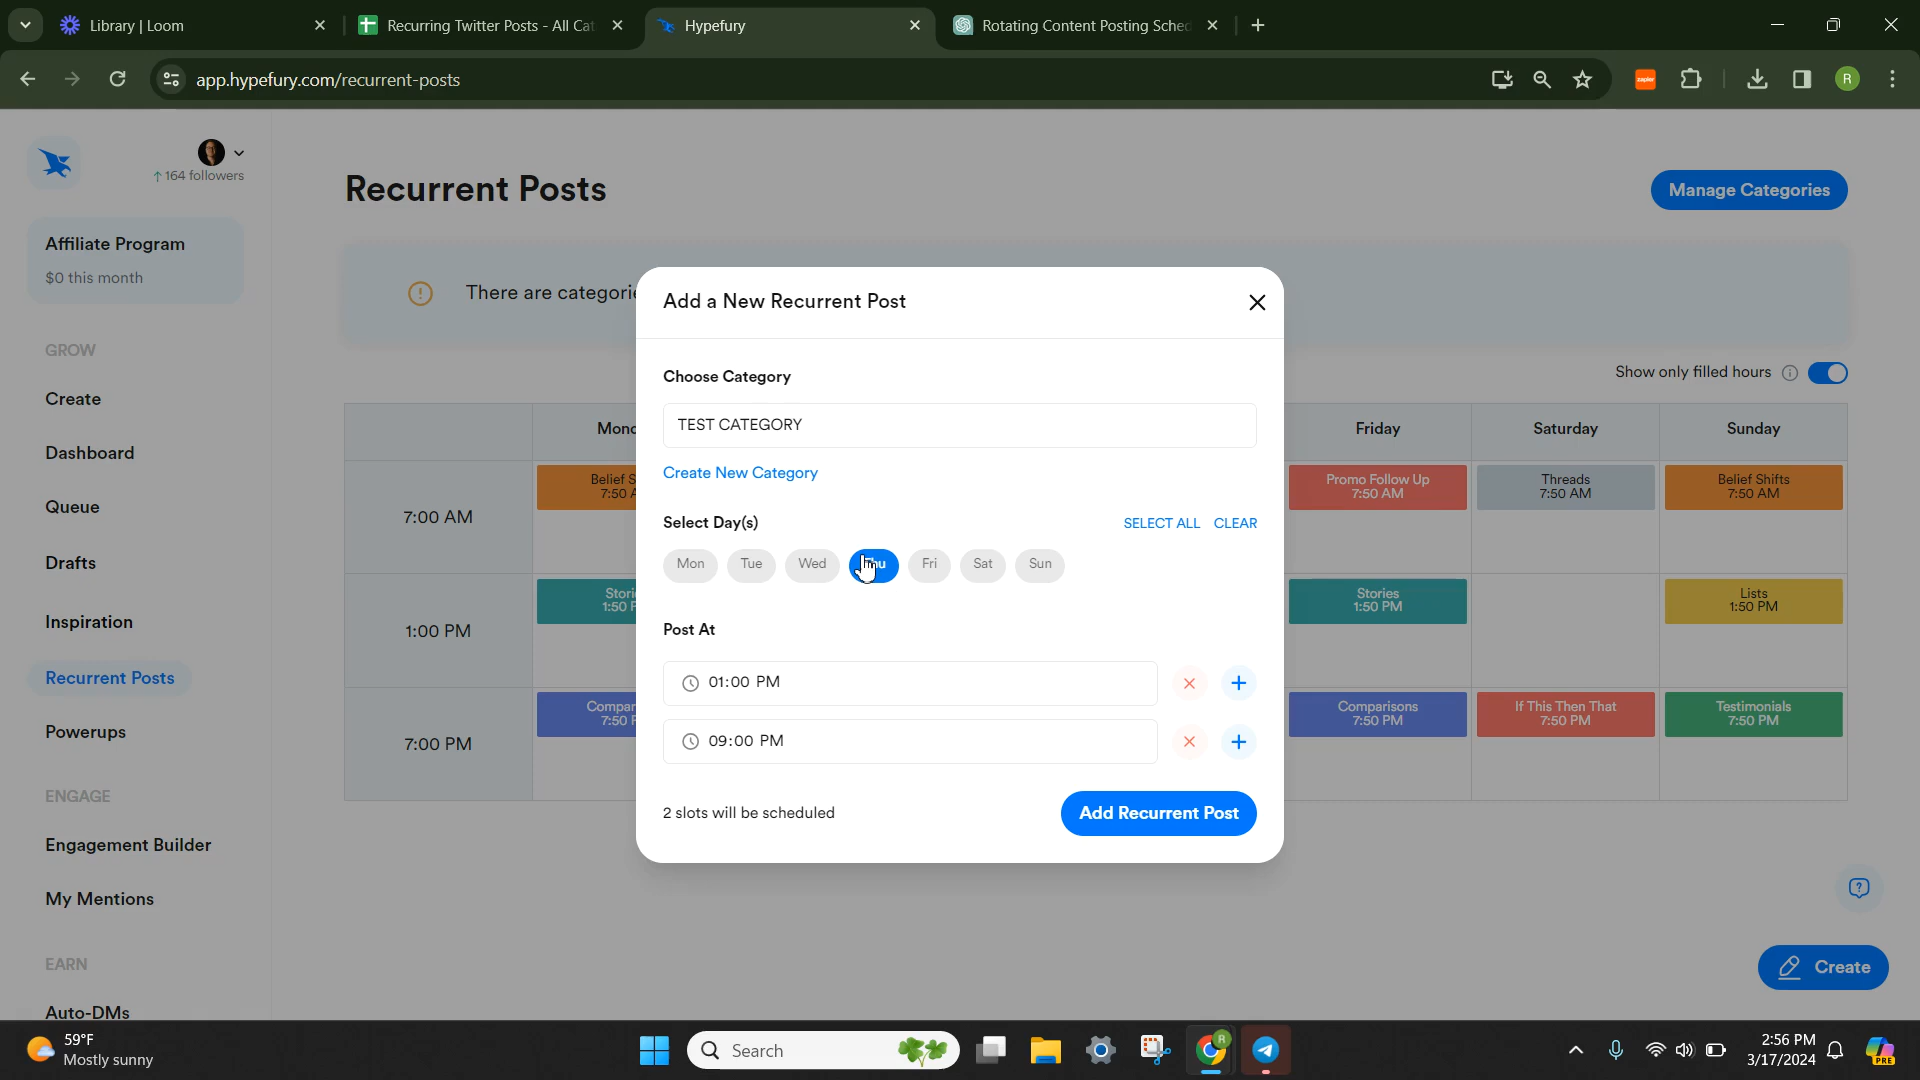 Library | Loom
Recurring Twitter Posts - All Cat
Hypefury
Rotating Content Posting Sched
app.hypefury.com/recurrent-posts
zapier
R
164 followers
Affiliate Program
$0 this month
GROW
Create
Dashboard
Queue
Drafts
Inspiration
Recurrent Posts
Powerups
ENGAGE
Engagement Builder
My Mentions
EARN
Auto-DMs
Recurrent Posts
Manage Categories
There are categorie
Show only filled hours
Mond
Friday
Saturday
Sunday
7:00 AM
Belief S
7:50 A
Promo Follow Up
7:50 AM
Threads
7:50 AM
Belief Shifts
7:50 AM
1:00 PM
Stori
1:50 P
Stories
1:50 PM
Lists
1:50 PM
7:00 PM
Compar
7:50 P
Comparisons
7:50 PM
If This Then That
7:50 PM
Testimonials
7:50 PM
Add a New Recurrent Post
Choose Category
TEST CATEGORY
Create New Category
Select Day(s)
SELECT ALL CLEAR
Mon Tue Wed Thu Fri Sat Sun
Post At
01:00 PM
09:00 PM
2 slots will be scheduled
Add Recurrent Post
Create
59°F
Mostly sunny
Search
R
2:56 PM
3/17/2024
PRE